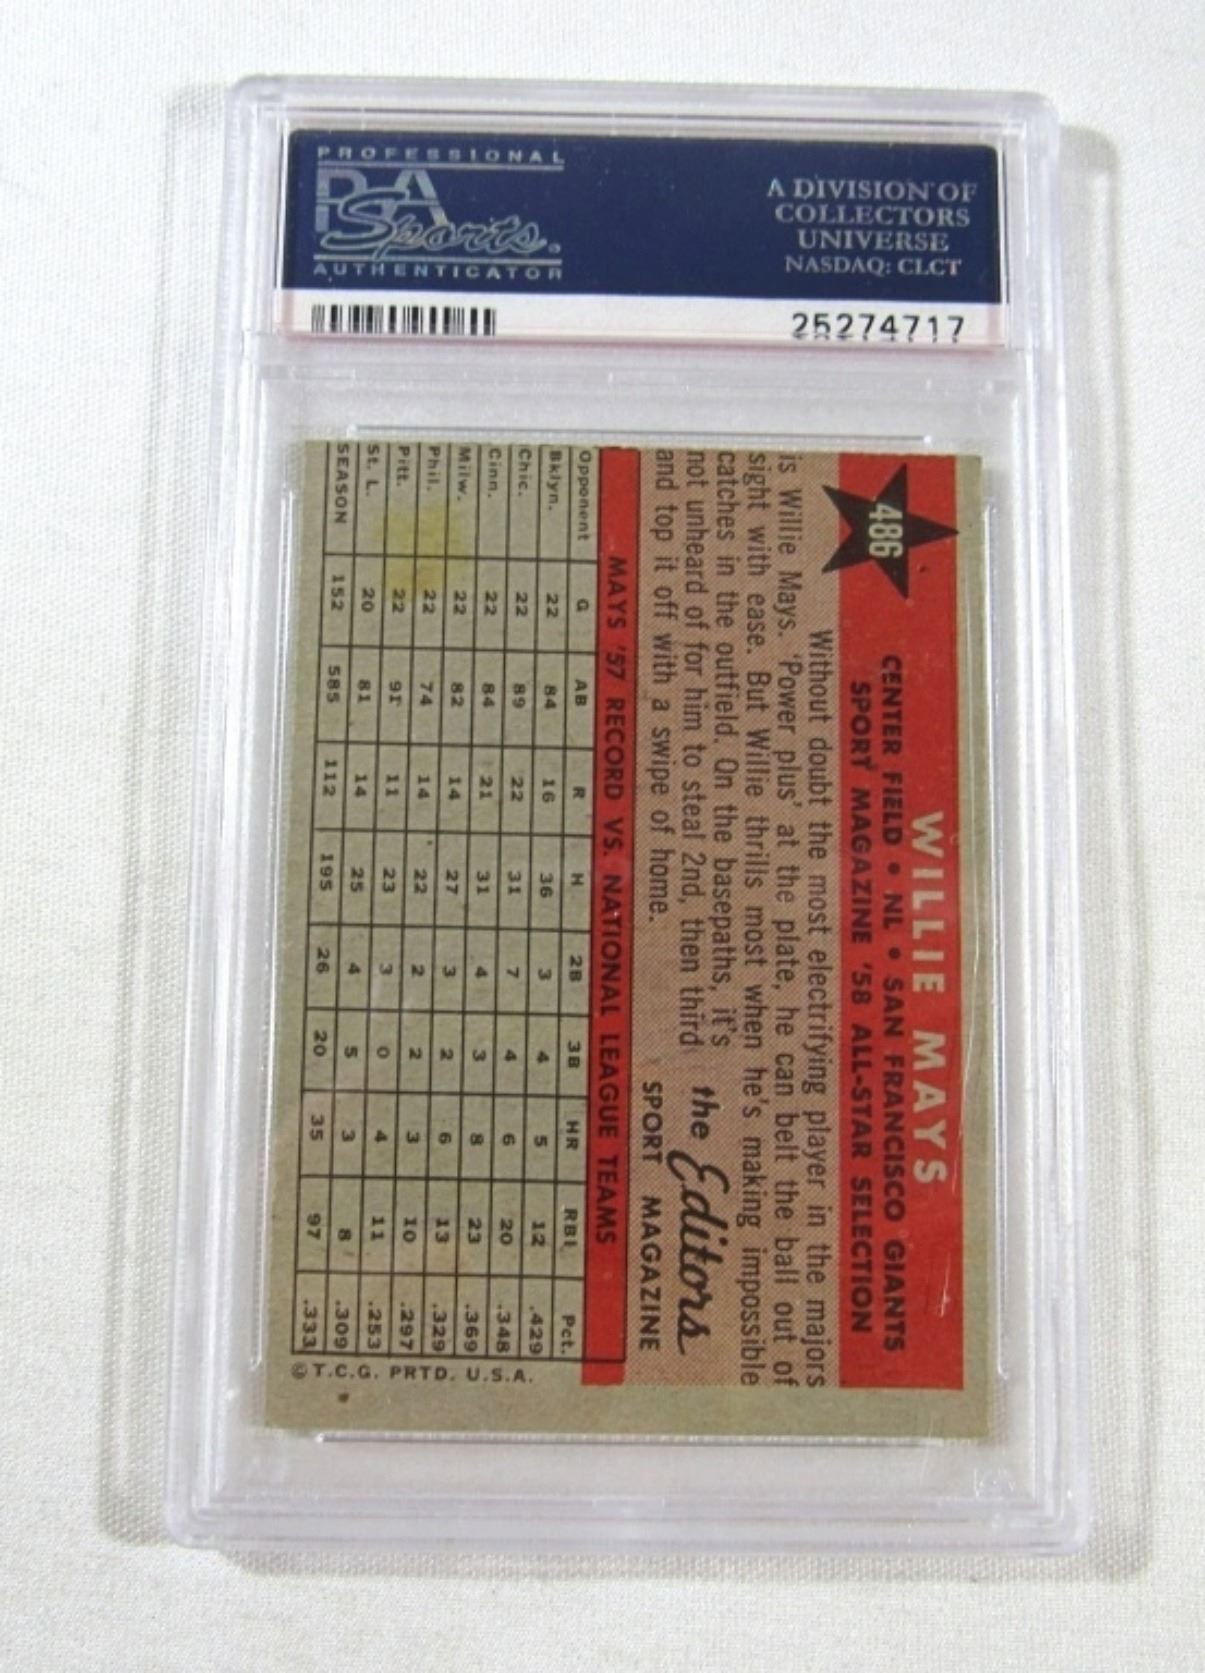 PROFESSIONAL
PSA
Sports
AUTHENTICATOR
A DIVISION OF
COLLECTORS
UNIVERSE
NASDAQ: CLCT
25274717
486
WILLIE MAYS
CENTER FIELD • NL • SAN FRANCISCO GIANTS
SPORT MAGAZINE '58 ALL-STAR SELECTION
Without doubt the most electrifying player in the majors
is Willie Mays. 'Power plus' at the plate, he can belt the ball out of
sight with ease. But Willie thrills most when he's making impossible
catches in the outfield. On the basepaths, it's
not unheard of for him to steal 2nd, then third
and top it off with a swipe of home.
the Editors
SPORT MAGAZINE
MAYS '57 RECORD VS. NATIONAL LEAGUE TEAMS
Opponent G AB R H 2B 3B HR RBI Pct.
Bklyn. 22 84 16 36 3 4 5 12 .429
Chic. 22 89 22 31 7 4 6 20 .348
Cinn. 22 84 21 31 4 3 8 23 .369
Milw. 22 82 14 27 3 2 6 13 .329
Phil. 22 74 14 22 2 2 3 10 .297
Pitt. 22 91 11 23 3 0 4 11 .253
St. L. 20 81 14 25 4 5 3 8 .309
SEASON 152 585 112 195 26 20 35 97 .333
© T.C.G. PRTD. U.S.A.